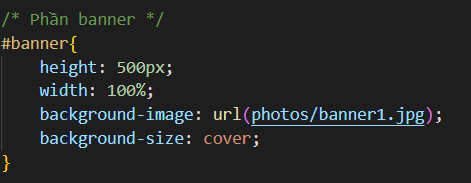 /* Phần banner */
#banner{
height: 500px;
width: 100%;
background-image: url(photos/banner1.jpg);
background-size: cover;
}